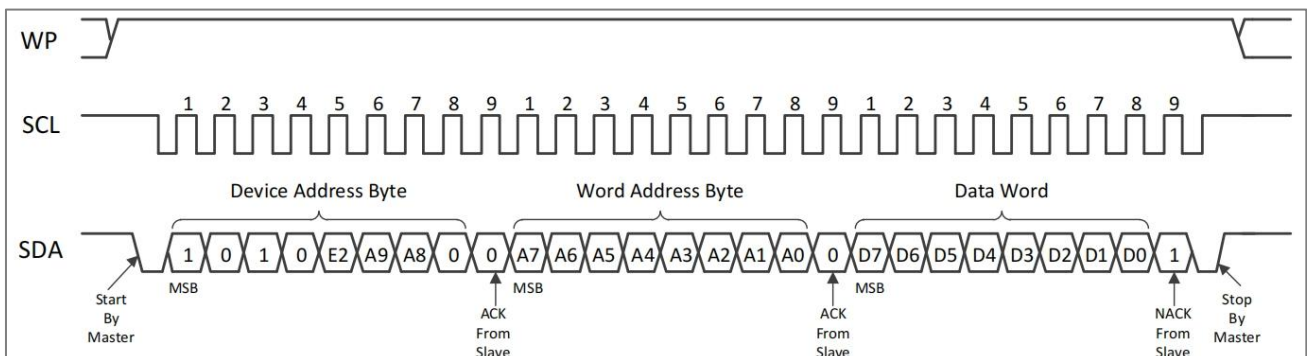 WP
1 2 3 4 5 6 7 8 9 1 2 3 4 5 6 7 8 9 1 2 3 4 5 6 7 8 9
SCL
Device Address Byte Word Address Byte Data Word
SDA 1 0 1 0 E2 A9 A8 0 0 A7 A6 A5 A4 A3 A2 A1 A0 0 D7 D6 D5 D4 D3 D2 D1 D0 1
MSB MSB MSB
Start
By
Master
ACK
From
Slave
ACK
From
Slave
NACK
From
Slave
Stop
By
Master